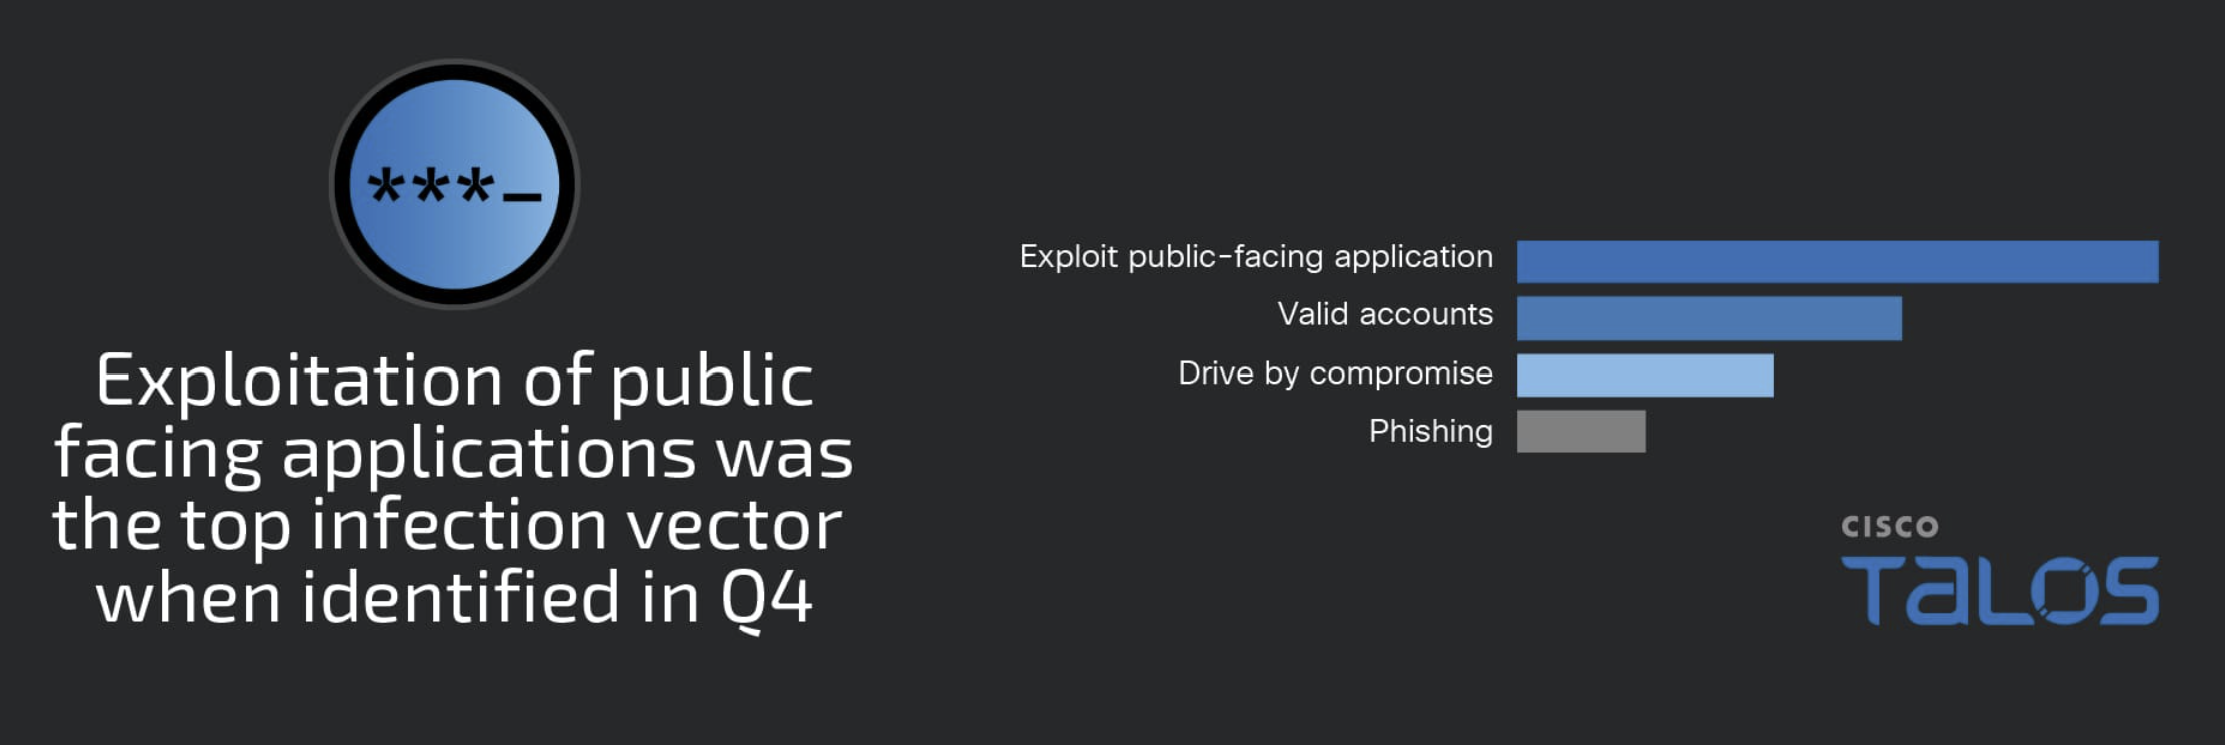 ***_
Exploitation of public
facing applications was
the top infection vector
when identified in Q4
Exploit public-facing application
Valid accounts
Drive by compromise
Phishing
CISCO
TALOS